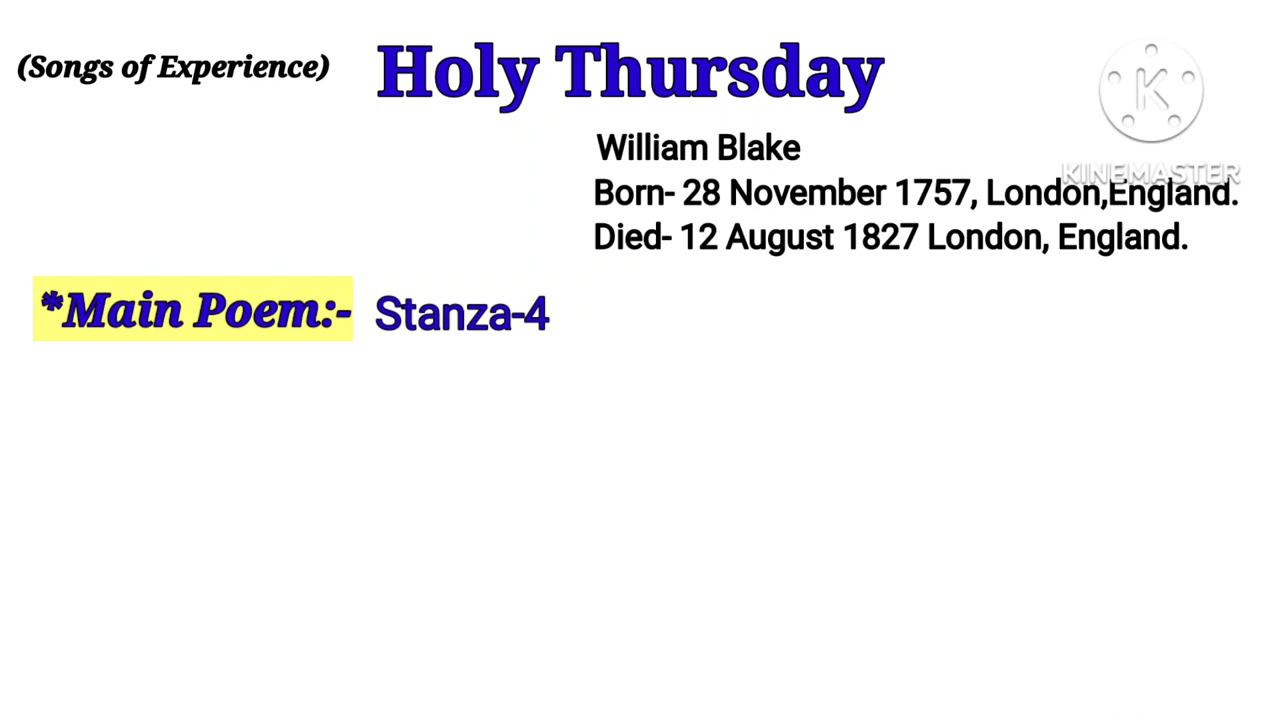 (Songs of Experience) Holy Thursday
William Blake
Born- 28 November 1757, London,England.
Died- 12 August 1827 London, England.
*Main Poem:- Stanza-4
K
KINEMASTER